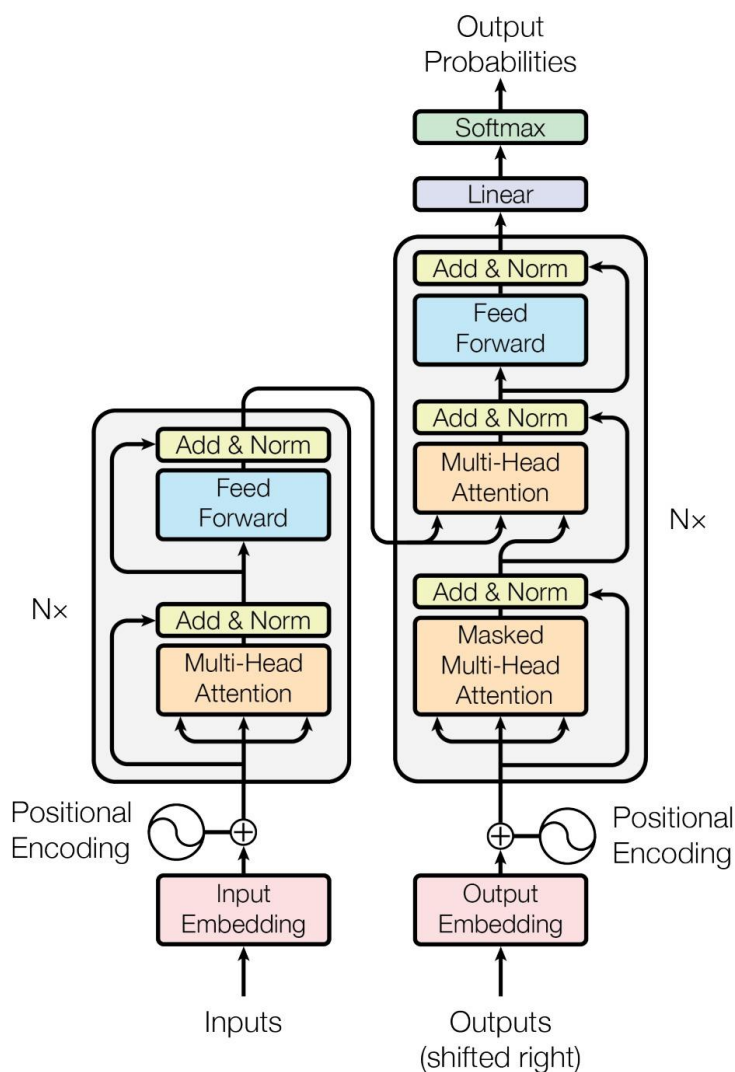 Output
Probabilities
Softmax
Linear
Add & Norm
Feed
Forward
Add & Norm
Multi-Head
Attention
Add & Norm
Masked
Multi-Head
Attention
N×
Add & Norm
Feed
Forward
Add & Norm
Multi-Head
Attention
N×
Positional
Encoding
Positional
Encoding
Input
Embedding
Output
Embedding
Inputs
Outputs
(shifted right)